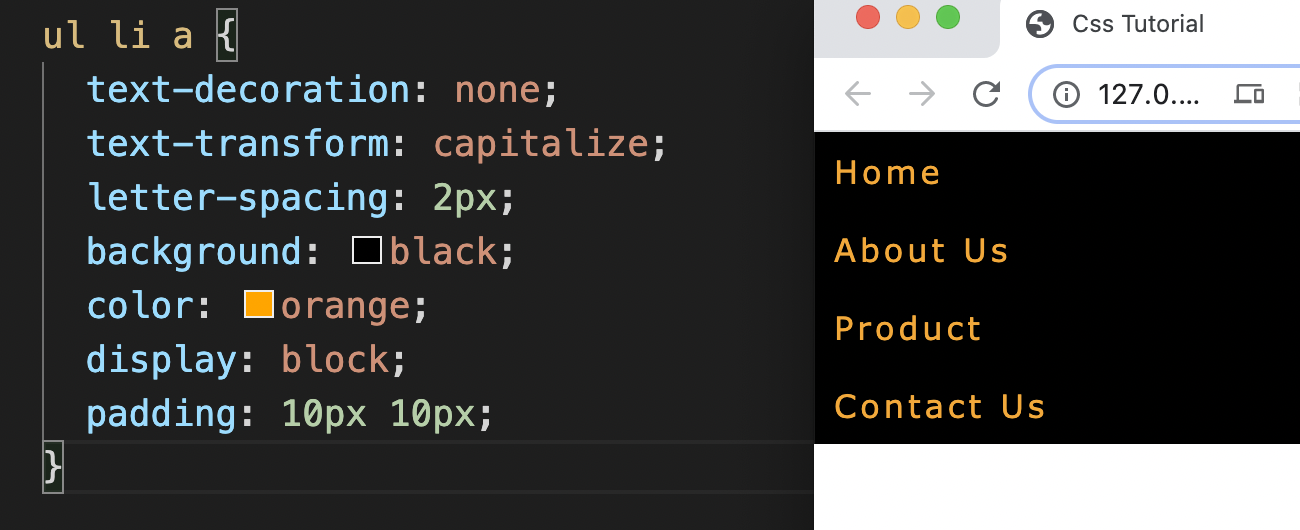 ul li a {
text-decoration: none;
text-transform: capitalize;
letter-spacing: 2px;
background: black;
color: orange;
display: block;
padding: 10px 10px;
}
Css Tutorial
127.0....
Home
About Us
Product
Contact Us